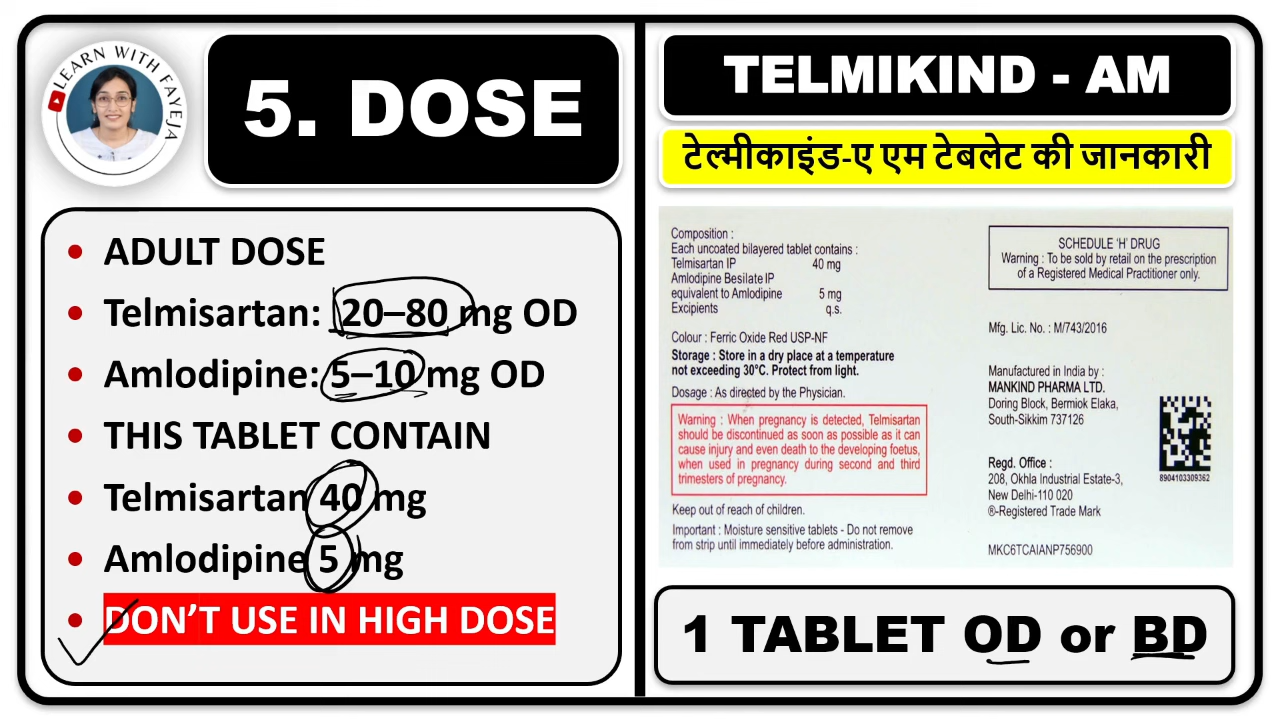 LEARN WITH FAYEJA
5. DOSE
• ADULT DOSE
• Telmisartan: 20–80 mg OD
• Amlodipine: 5–10 mg OD
• THIS TABLET CONTAIN
• Telmisartan 40 mg
• Amlodipine 5 mg
• DON'T USE IN HIGH DOSE
TELMIKIND - AM
टेल्मीकाइंड-ए एम टेबलेट की जानकारी
Composition :
Each uncoated bilayered tablet contains :
Telmisartan IP 40 mg
Amlodipine Besilate IP
equivalent to Amlodipine 5 mg
Excipients q.s.
Colour : Ferric Oxide Red USP-NF
Storage : Store in a dry place at a temperature
not exceeding 30°C. Protect from light.
Dosage : As directed by the Physician.
Warning : When pregnancy is detected, Telmisartan
should be discontinued as soon as possible as it can
cause injury and even death to the developing foetus,
when used in pregnancy during second and third
trimesters of pregnancy.
Keep out of reach of children.
Important : Moisture sensitive tablets - Do not remove
from strip until immediately before administration.
SCHEDULE 'H' DRUG
Warning : To be sold by retail on the prescription
of a Registered Medical Practitioner only.
Mfg. Lic. No. : M/743/2016
Manufactured in India by :
MANKIND PHARMA LTD.
Doring Block, Bermiok Elaka,
South-Sikkim 737126
8904103309362
Regd. Office :
208, Okhla Industrial Estate-3,
New Delhi-110 020
®-Registered Trade Mark
MKC6TCAIANP756900
1 TABLET OD or BD